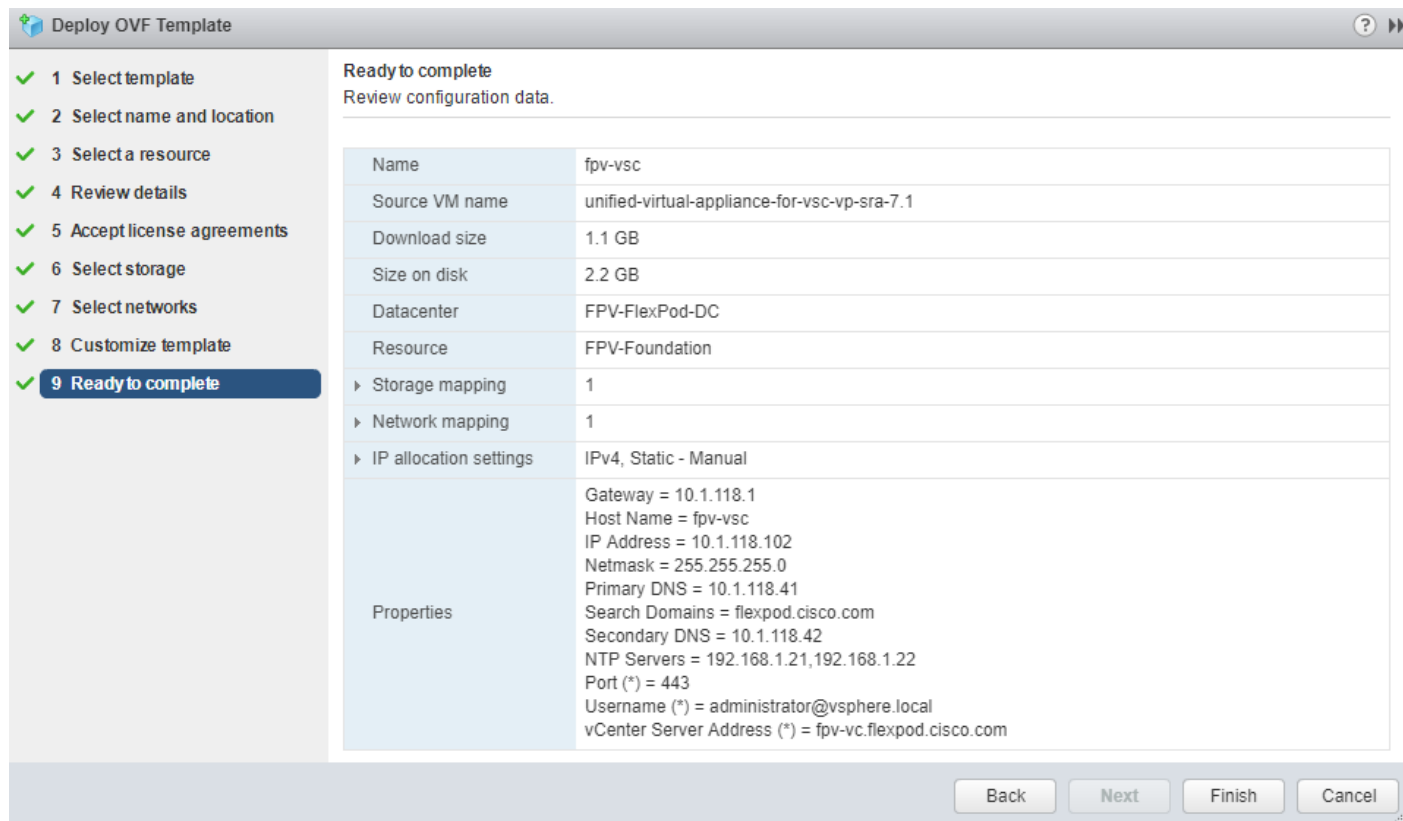 Deploy OVF Template
?
1 Select template
2 Select name and location
3 Select a resource
4 Review details
5 Accept license agreements
6 Select storage
7 Select networks
8 Customize template
9 Ready to complete
Ready to complete
Review configuration data.
Name fpv-vsc
Source VM name unified-virtual-appliance-for-vsc-vp-sra-7.1
Download size 1.1 GB
Size on disk 2.2 GB
Datacenter FPV-FlexPod-DC
Resource FPV-Foundation
Storage mapping 1
Network mapping 1
IP allocation settings IPv4, Static - Manual
Properties
Gateway = 10.1.118.1
Host Name = fpv-vsc
IP Address = 10.1.118.102
Netmask = 255.255.255.0
Primary DNS = 10.1.118.41
Search Domains = flexpod.cisco.com
Secondary DNS = 10.1.118.42
NTP Servers = 192.168.1.21,192.168.1.22
Port (*) = 443
Username (*) = administrator@vsphere.local
vCenter Server Address (*) = fpv-vc.flexpod.cisco.com
Back Next Finish Cancel